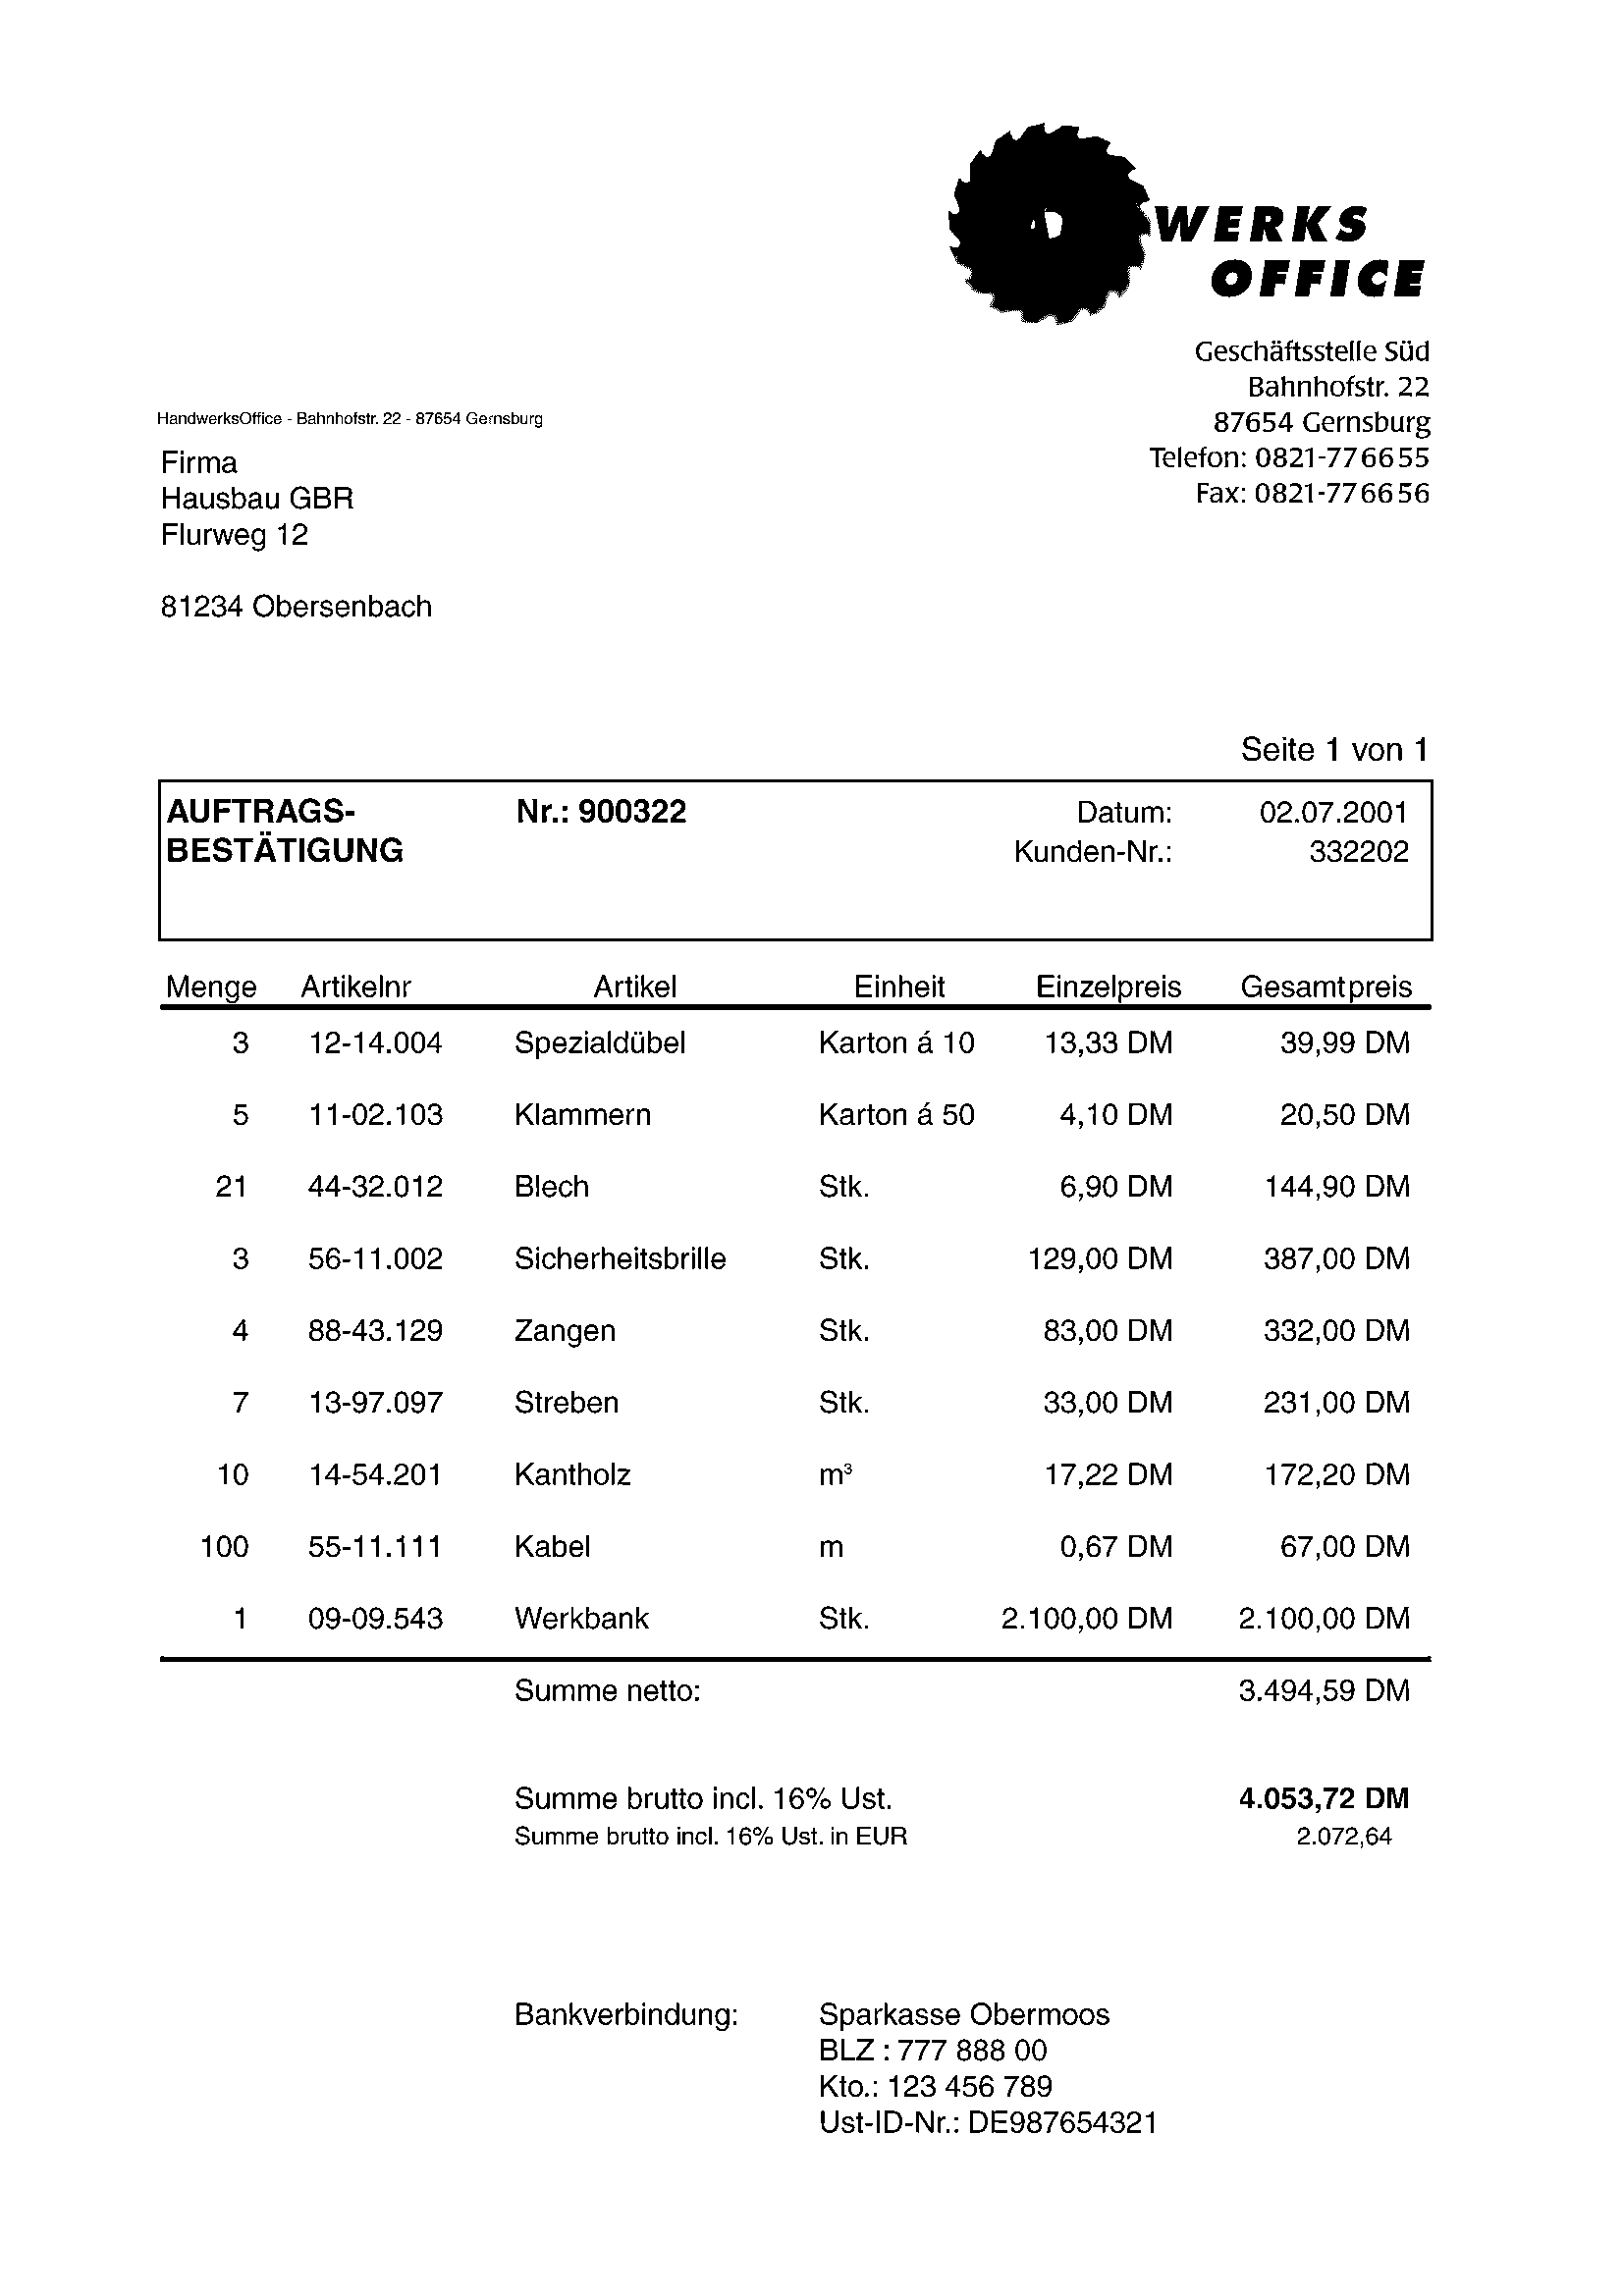 WERKS
OFFICE
Geschäftsstelle Süd
Bahnhofstr. 22
87654 Gernsburg
Telefon: 0821-776655
Fax: 0821-776656
HandwerksOffice - Bahnhofstr. 22 - 87654 Gernsburg
Firma
Hausbau GBR
Flurweg 12
81234 Obersenbach
Seite 1 von 1
AUFTRAGS- Nr.: 900322 Datum: 02.07.2001
BESTÄTIGUNG Kunden-Nr.: 332202
Menge Artikelnr Artikel Einheit Einzelpreis Gesamtpreis
3 12-14.004 Spezialdübel Karton á 10 13,33 DM 39,99 DM
5 11-02.103 Klammern Karton á 50 4,10 DM 20,50 DM
21 44-32.012 Blech Stk. 6,90 DM 144,90 DM
3 56-11.002 Sicherheitsbrille Stk. 129,00 DM 387,00 DM
4 88-43.129 Zangen Stk. 83,00 DM 332,00 DM
7 13-97.097 Streben Stk. 33,00 DM 231,00 DM
10 14-54.201 Kantholz m³ 17,22 DM 172,20 DM
100 55-11.111 Kabel m 0,67 DM 67,00 DM
1 09-09.543 Werkbank Stk. 2.100,00 DM 2.100,00 DM
Summe netto: 3.494,59 DM
Summe brutto incl. 16% Ust. 4.053,72 DM
Summe brutto incl. 16% Ust. in EUR 2.072,64
Bankverbindung: Sparkasse Obermoos
BLZ : 777 888 00
Kto.: 123 456 789
Ust-ID-Nr.: DE987654321